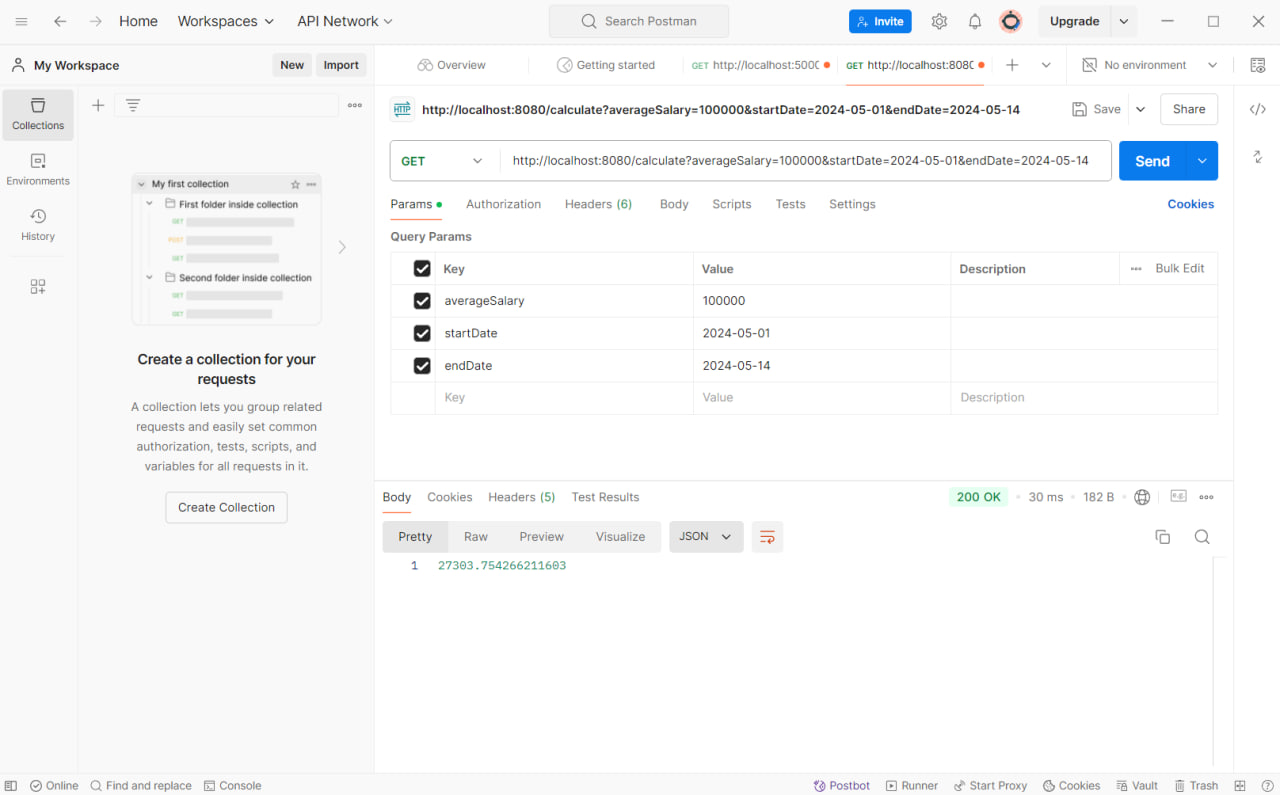 Home Workspaces API Network Search Postman Invite Upgrade
My Workspace New Import Overview Getting started GET http://localhost:500 GET http://localhost:8080 No environment
Collections
Environments
History
My first collection
First folder inside collection
GET
POST
GET
Second folder inside collection
GET
GET
Create a collection for your
requests
A collection lets you group related
requests and easily set common
authorization, tests, scripts, and
variables for all requests in it.
Create Collection
HTTP http://localhost:8080/calculate?averageSalary=100000&startDate=2024-05-01&endDate=2024-05-14 Save Share
GET http://localhost:8080/calculate?averageSalary=100000&startDate=2024-05-01&endDate=2024-05-14 Send
Params Authorization Headers (6) Body Scripts Tests Settings Cookies
Query Params
Key Value Description Bulk Edit
averageSalary 100000
startDate 2024-05-01
endDate 2024-05-14
Key Value Description
Body Cookies Headers (5) Test Results 200 OK 30 ms 182 B
Pretty Raw Preview Visualize JSON
1 27303.754266211603
Online Find and replace Console Postbot Runner Start Proxy Cookies Vault Trash